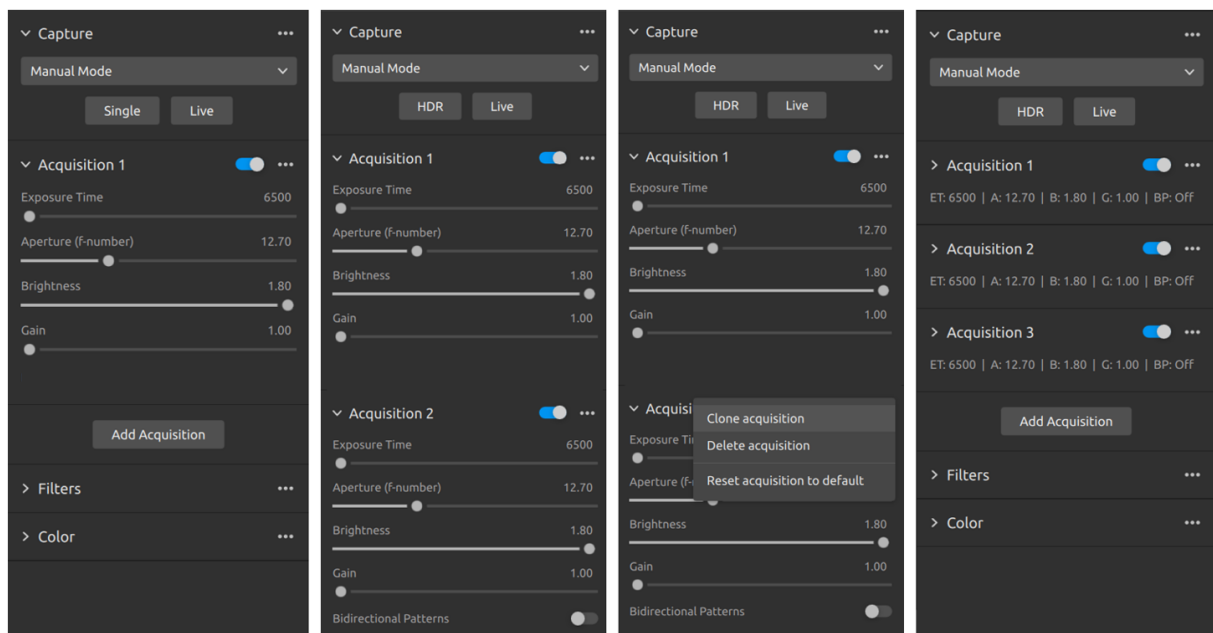 Capture
Manual Mode
Single Live
Acquisition 1
Exposure Time 6500
Aperture (f-number) 12.70
Brightness 1.80
Gain 1.00
Add Acquisition
Filters
Color
Capture
Manual Mode
HDR Live
Acquisition 1
Exposure Time 6500
Aperture (f-number) 12.70
Brightness 1.80
Gain 1.00
Acquisition 2
Exposure Time 6500
Aperture (f-number) 12.70
Brightness 1.80
Gain 1.00
Bidirectional Patterns
Capture
Manual Mode
HDR Live
Acquisition 1
Exposure Time 6500
Aperture (f-number) 12.70
Brightness 1.80
Gain 1.00
Acquisi
Clone acquisition
Exposure Ti
Delete acquisition
Aperture (f-
Reset acquisition to default
Brightness 1.80
Gain 1.00
Bidirectional Patterns
Capture
Manual Mode
HDR Live
Acquisition 1
ET: 6500 | A: 12.70 | B: 1.80 | G: 1.00 | BP: Off
Acquisition 2
ET: 6500 | A: 12.70 | B: 1.80 | G: 1.00 | BP: Off
Acquisition 3
ET: 6500 | A: 12.70 | B: 1.80 | G: 1.00 | BP: Off
Add Acquisition
Filters
Color